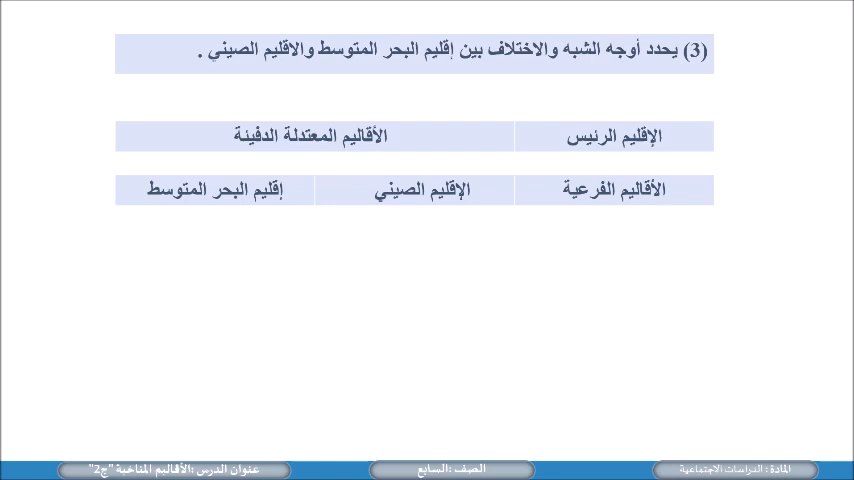 (3) يحدد أوجه الشبه والاختلاف بين إقليم البحر المتوسط والاقليم الصيني .
الإقليم الرئيس الأقاليم المعتدلة الدفيئة
الأقاليم الفرعية الإقليم الصيني إقليم البحر المتوسط
المادة : الدراسات الاجتماعية الصف :السابع عنوان الدرس :الأقاليم المناخية "ج2"